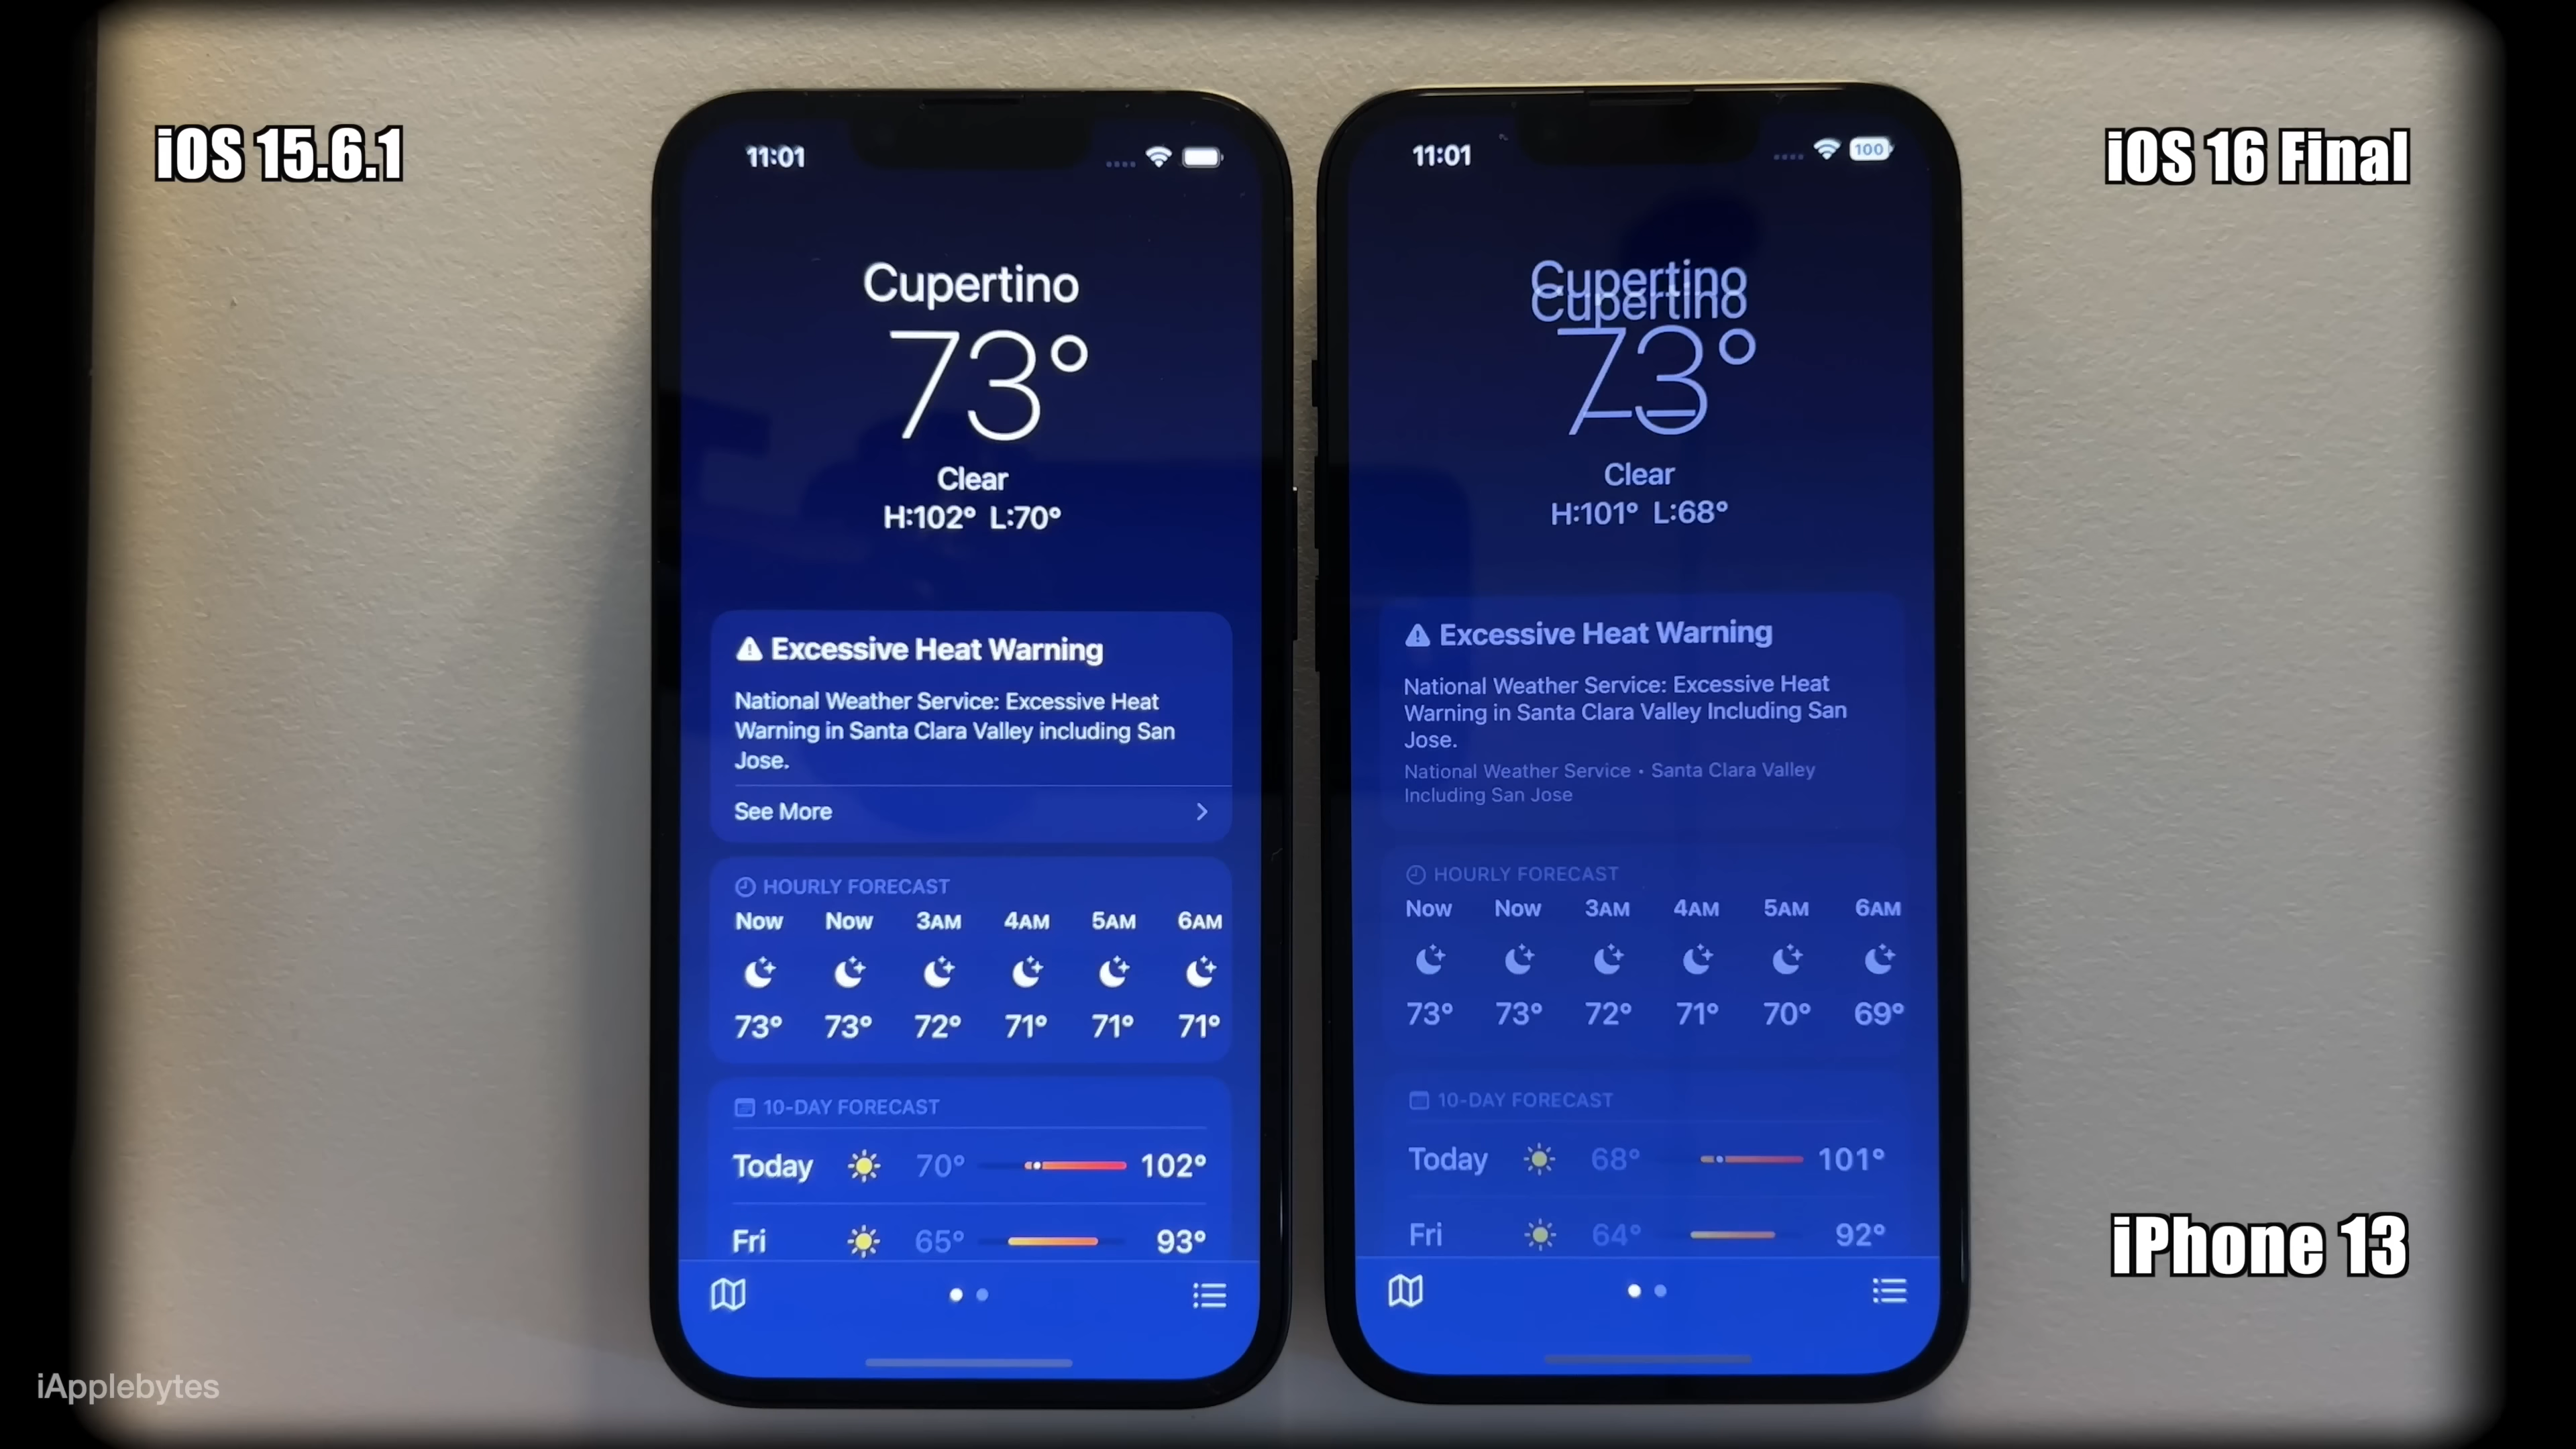 iOS 15.6.1
iOS 16 Final
11:01
Cupertino
73°
Clear
H:102° L:70°
Excessive Heat Warning
National Weather Service: Excessive Heat
Warning in Santa Clara Valley including San
Jose.
See More
HOURLY FORECAST
Now Now 3AM 4AM 5AM 6AM
73° 73° 72° 71° 71° 71°
10-DAY FORECAST
Today 70° 102°
Fri 65° 93°
11:01 100
Cupertino
Cupertino
73°
Clear
H:101° L:68°
Excessive Heat Warning
National Weather Service: Excessive Heat
Warning in Santa Clara Valley Including San
Jose.
National Weather Service • Santa Clara Valley
Including San Jose
HOURLY FORECAST
Now Now 3AM 4AM 5AM 6AM
73° 73° 72° 71° 70° 69°
10-DAY FORECAST
Today 68° 101°
Fri 64° 92°
iPhone 13
iApplebytes